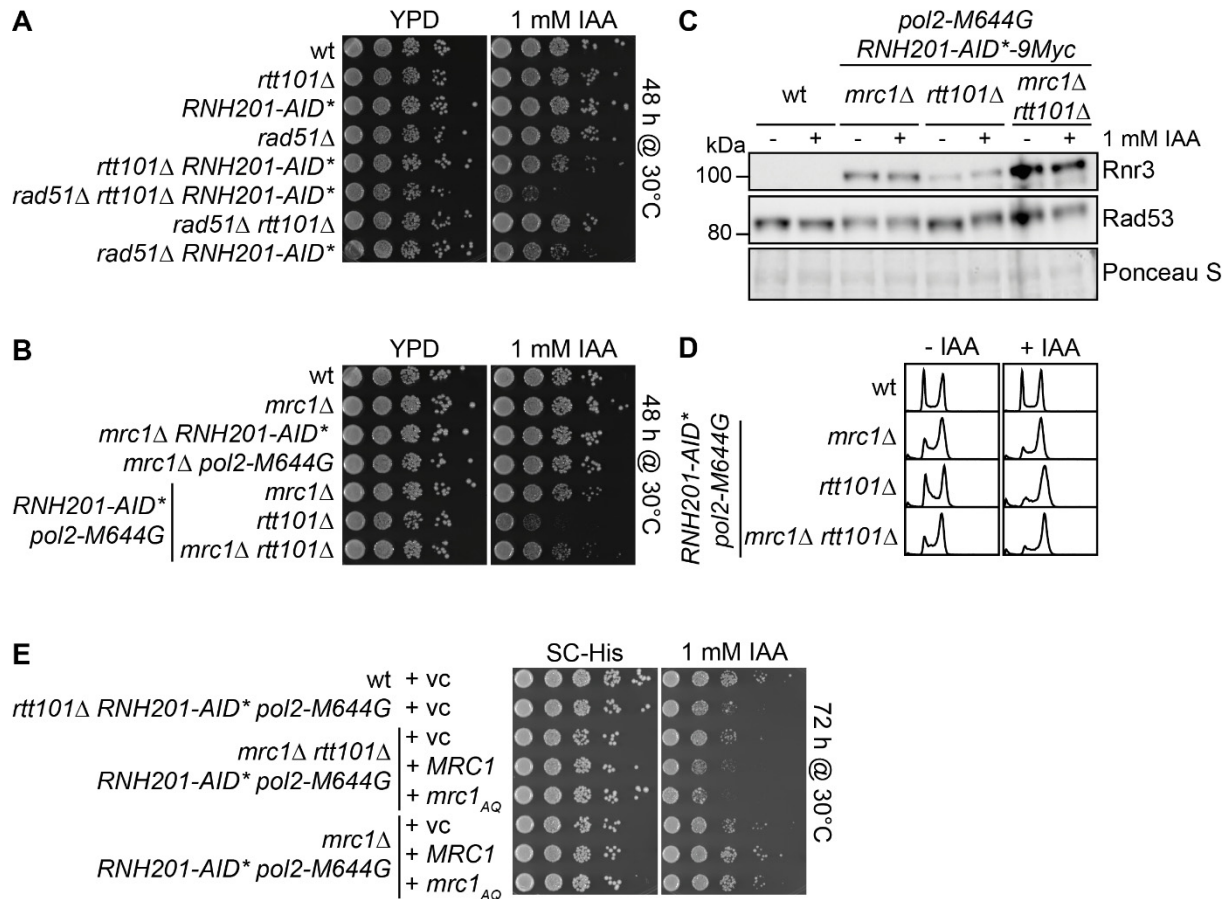 A
YPD
1 mM IAA
wt
rtt101Δ
RNH201-AID*
rad51Δ
rtt101Δ RNH201-AID*
rad51Δ rtt101Δ RNH201-AID*
rad51Δ rtt101Δ
rad51Δ RNH201-AID*
48 h @ 30°C
B
YPD
1 mM IAA
wt
mrc1Δ
mrc1Δ RNH201-AID*
mrc1Δ pol2-M644G
RNH201-AID*
pol2-M644G
mrc1Δ
rtt101Δ
mrc1Δ rtt101Δ
48 h @ 30°C
C
pol2-M644G
RNH201-AID*-9Myc
wt
mrc1Δ
rtt101Δ
mrc1Δ
rtt101Δ
- + - + - + - + 1 mM IAA
kDa
100
Rnr3
80
Rad53
Ponceau S
D
- IAA
+ IAA
wt
RNH201-AID*
pol2-M644G
mrc1Δ
rtt101Δ
mrc1Δ rtt101Δ
E
SC-His
1 mM IAA
wt + vc
rtt101Δ RNH201-AID* pol2-M644G + vc
mrc1Δ rtt101Δ
RNH201-AID* pol2-M644G
+ vc
+ MRC1
+ mrc1AQ
mrc1Δ
RNH201-AID* pol2-M644G
+ vc
+ MRC1
+ mrc1AQ
72 h @ 30°C